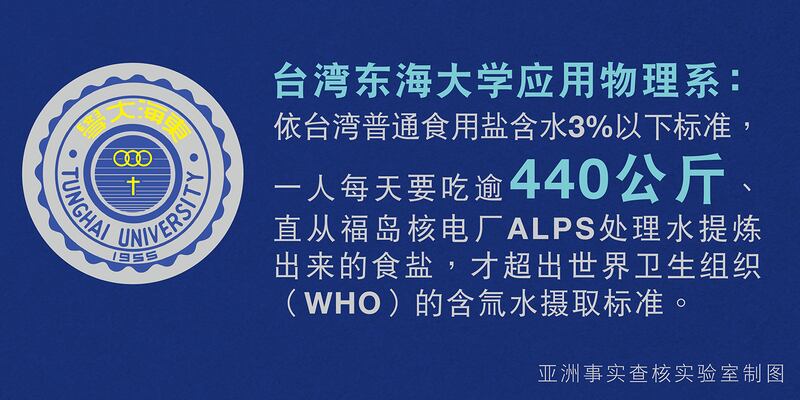 學大海東
TUNGHAI UNIVERSITY
1955
台湾东海大学应用物理系：
依台湾普通食用盐含水3%以下标准，
一人每天要吃逾440公斤、
直从福岛核电厂ALPS处理水提炼
出来的食盐，才超出世界卫生组织
（WHO）的含氚水摄取标准。
亚洲事实查核实验室制图